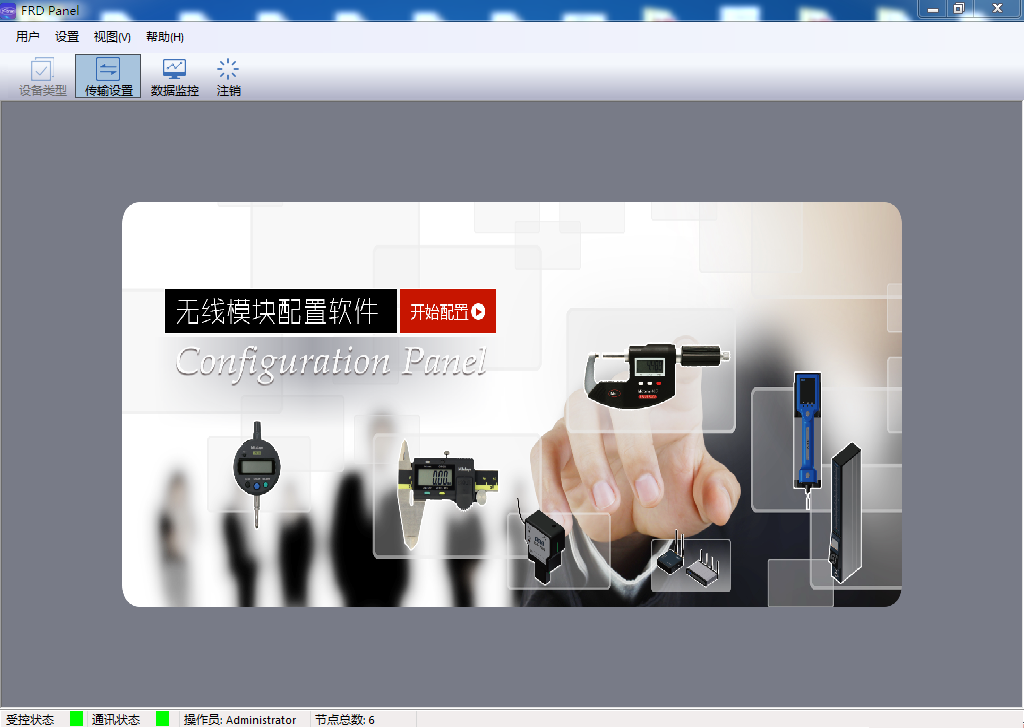 FRD Panel
用户 设置 视图(V) 帮助(H)
设备类型 传输设置 数据监控 注销
无线模块配置软件 开始配置
Configuration Panel
受控状态 通讯状态 操作员: Administrator 节点总数: 6